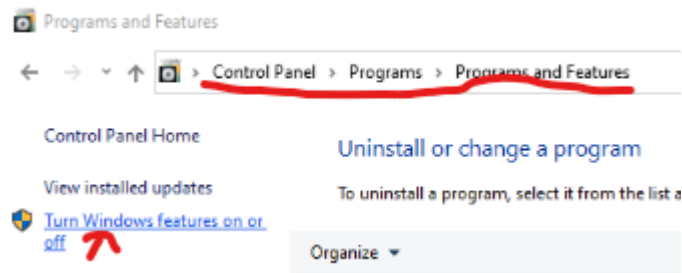 Programs and Features
Control Panel > Programs > Programs and Features
Control Panel Home
Uninstall or change a program
View installed updates
To uninstall a program, select it from the list a
Turn Windows features on or
off
Organize